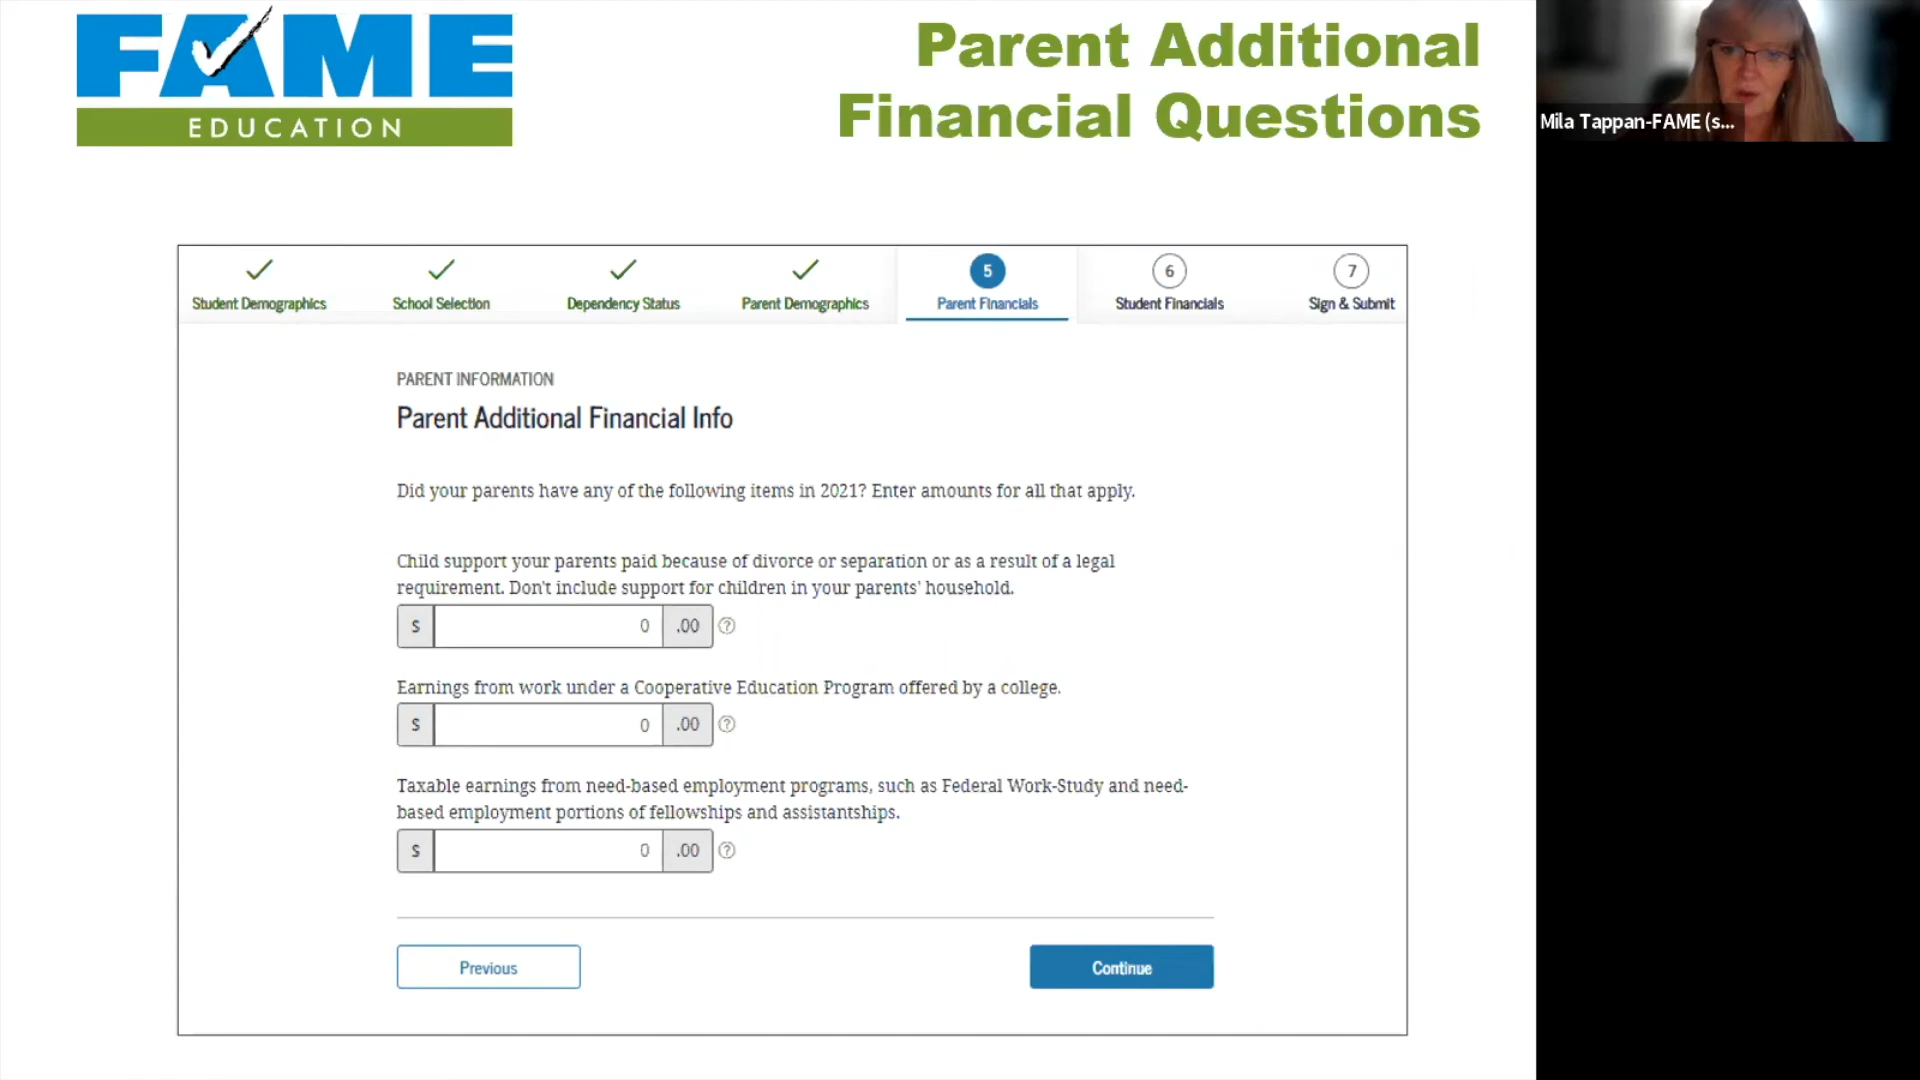 FAME
EDUCATION
Parent Additional
Financial Questions
Mila Tappan-FAME (s...
Student Demographics
School Selection
Dependency Status
Parent Demographics
5
Parent Financials
6
Student Financials
7
Sign & Submit
PARENT INFORMATION
Parent Additional Financial Info
Did your parents have any of the following items in 2021? Enter amounts for all that apply.
Child support your parents paid because of divorce or separation or as a result of a legal
requirement. Don't include support for children in your parents' household.
$ 0 .00 ?
Earnings from work under a Cooperative Education Program offered by a college.
$ 0 .00 ?
Taxable earnings from need-based employment programs, such as Federal Work-Study and need-
based employment portions of fellowships and assistantships.
$ 0 .00 ?
Previous
Continue